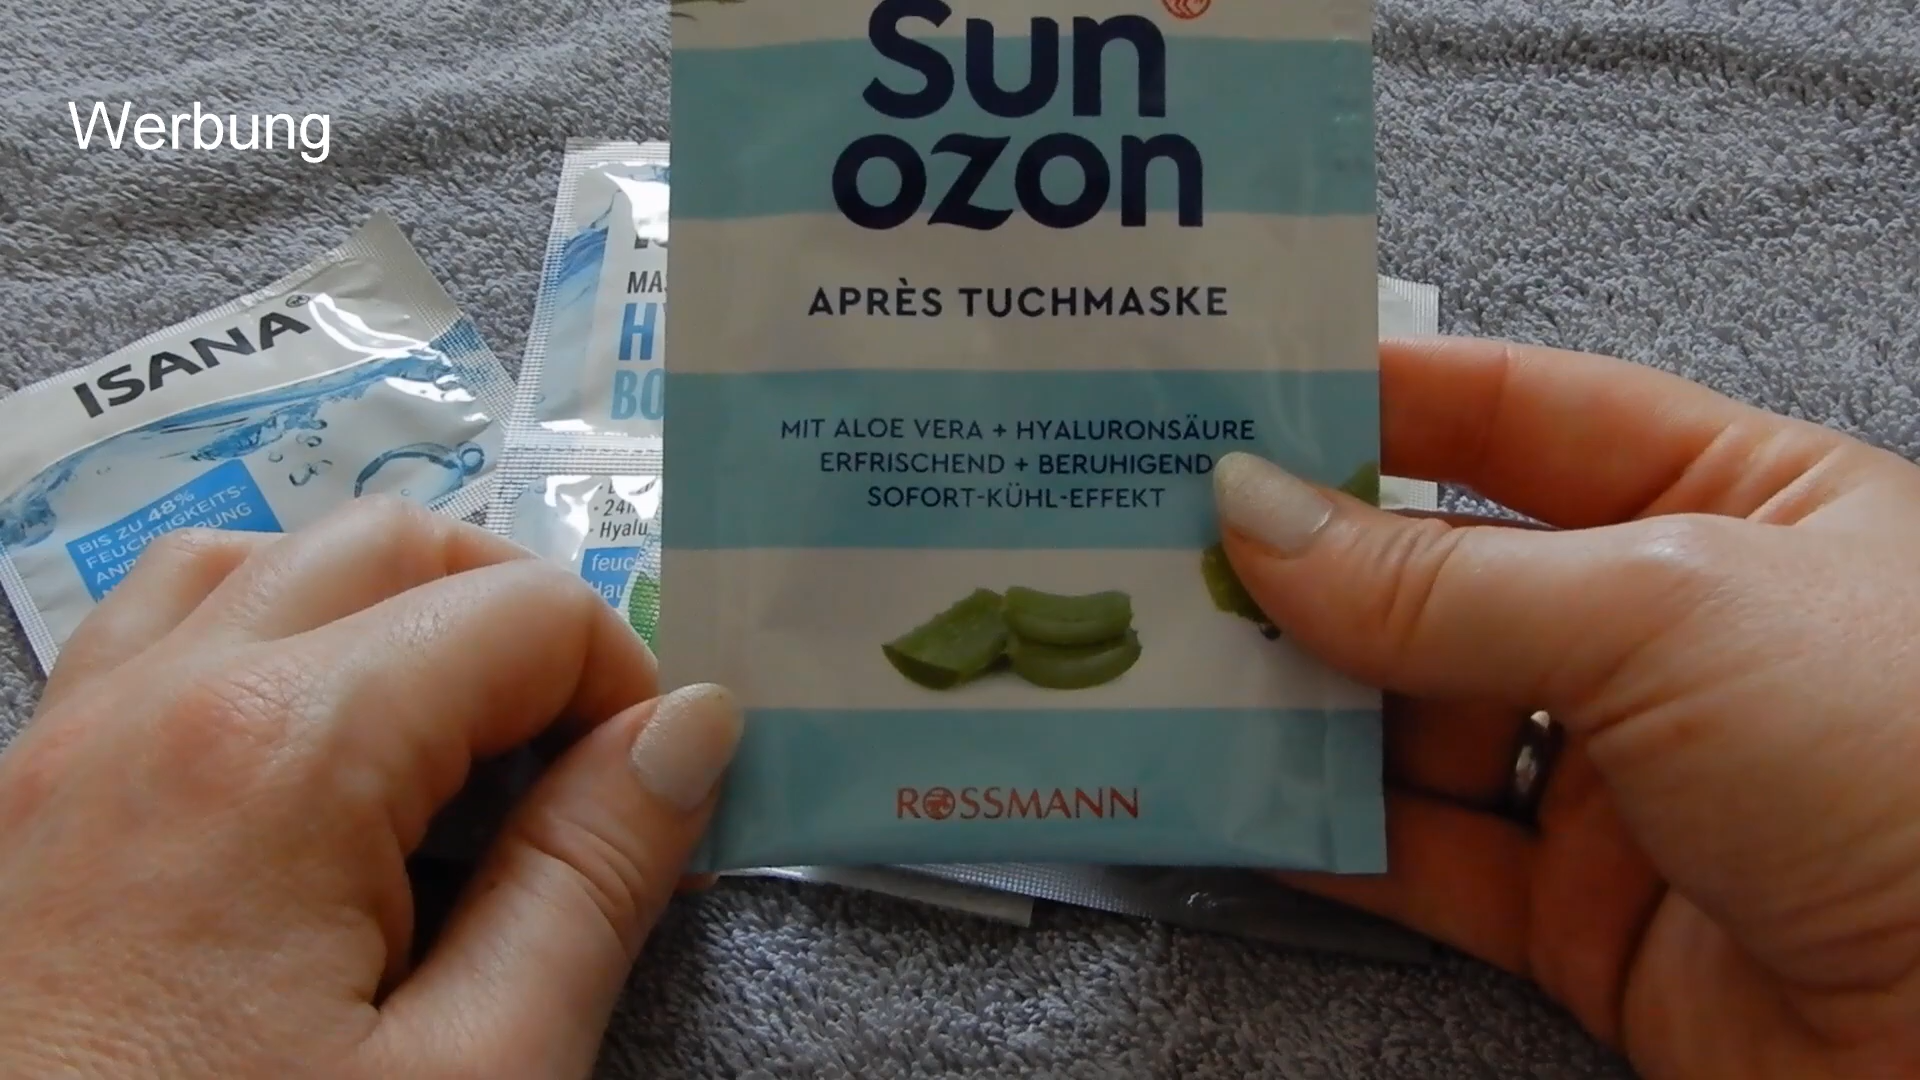 Werbung
Sun
ozon
APRÈS TUCHMASKE
MIT ALOE VERA + HYALURONSÄURE
ERFRISCHEND + BERUHIGEND
SOFORT-KÜHL-EFFEKT
ROSSMANN
ISANA®
BIS ZU 48%
FEUCHTIGKEITS-